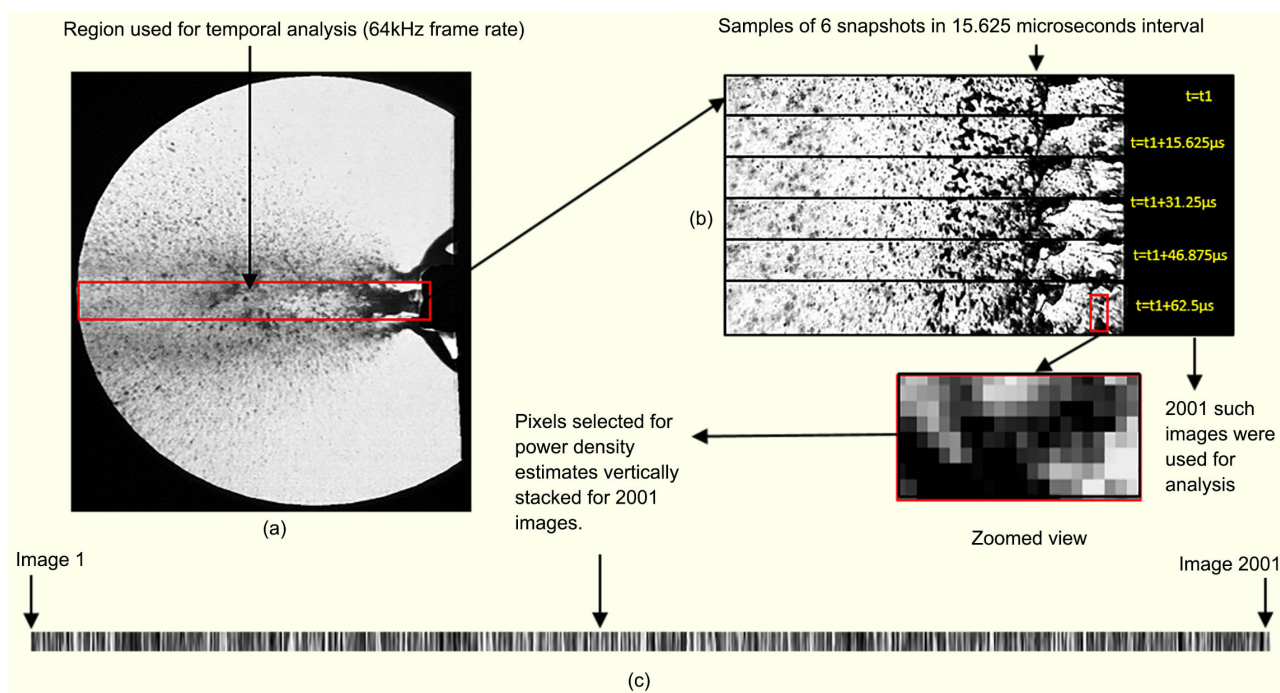 Region used for temporal analysis (64kHz frame rate)
Samples of 6 snapshots in 15.625 microseconds interval
t=t1
t=t1+15.625µs
t=t1+31.25µs
t=t1+46.875µs
t=t1+62.5µs
(b)
(a)
Pixels selected for
power density
estimates vertically
stacked for 2001
images.
2001 such
images were
used for
analysis
Zoomed view
Image 1
Image 2001
(c)